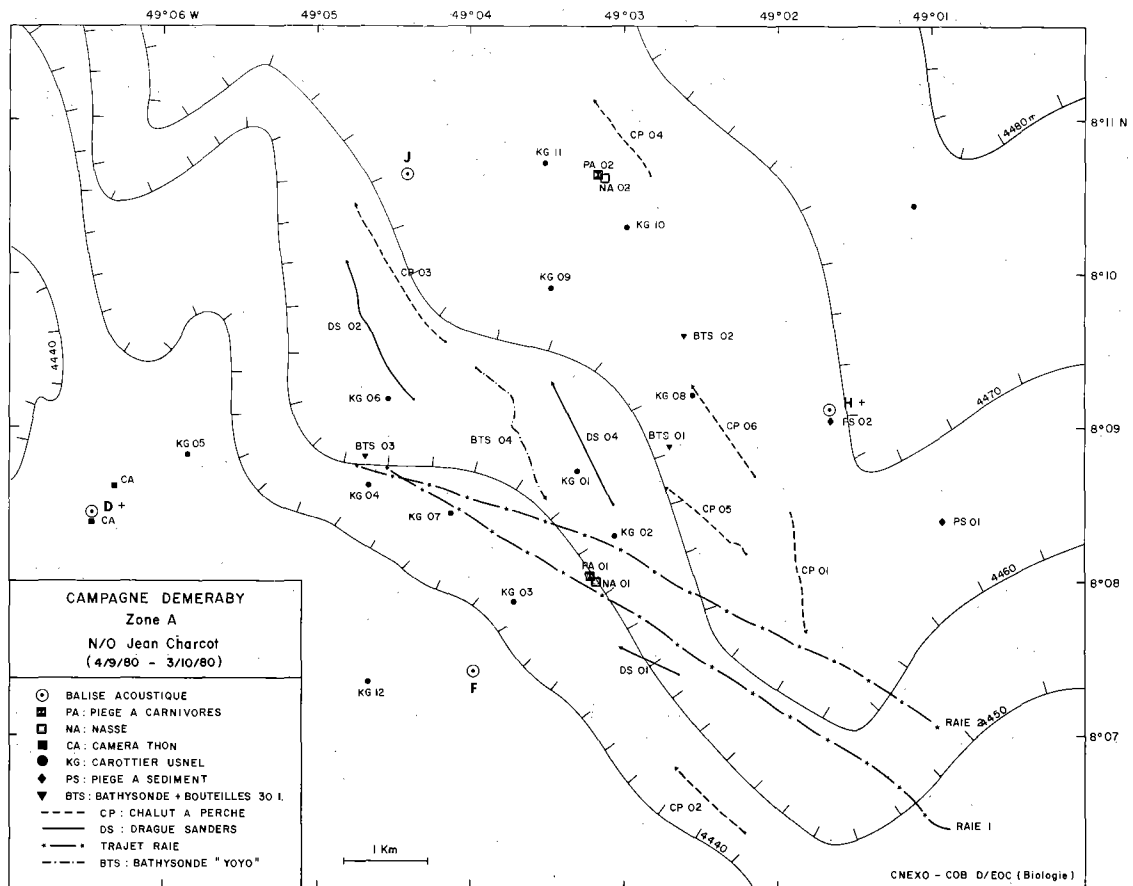 49°06 W
49°05
49°04
49°03
49°02
49°01
8°11 N
4480 m
CP 04
KG 11
PA 02
NA 02
J
KG 10
8°10
CP 03
KG 09
DS 02
BTS 02
4440
4470
KG 06
KG 08
H +
PS 02
8°09
CP 06
KG 05
BTS 03
BTS 04
DS 04
BTS 01
CA
KG 04
KG 01
D +
CA
KG 07
CP 05
KG 02
PS 01
PA 01
NA 01
CP 01
8°08
4460
KG 03
DS 01
F
KG 12
RAIE 2
4450
8°07
CP 02
RAIE 1
4440
CAMPAGNE DEMERABY
Zone A
N/O Jean Charcot
(4/9/80 - 3/10/80)
BALISE ACOUSTIQUE
PA : PIEGE A CARNIVORES
NA : NASSE
CA : CAMERA THON
KG : CAROTTIER USNEL
PS : PIEGE A SEDIMENT
BTS : BATHYSONDE + BOUTEILLES 30 l.
CP : CHALUT A PERCHE
DS : DRAGUE SANDERS
TRAJET RAIE
BTS : BATHYSONDE " YOYO "
1 Km
CNEXO - COB D/EOC (Biologie)